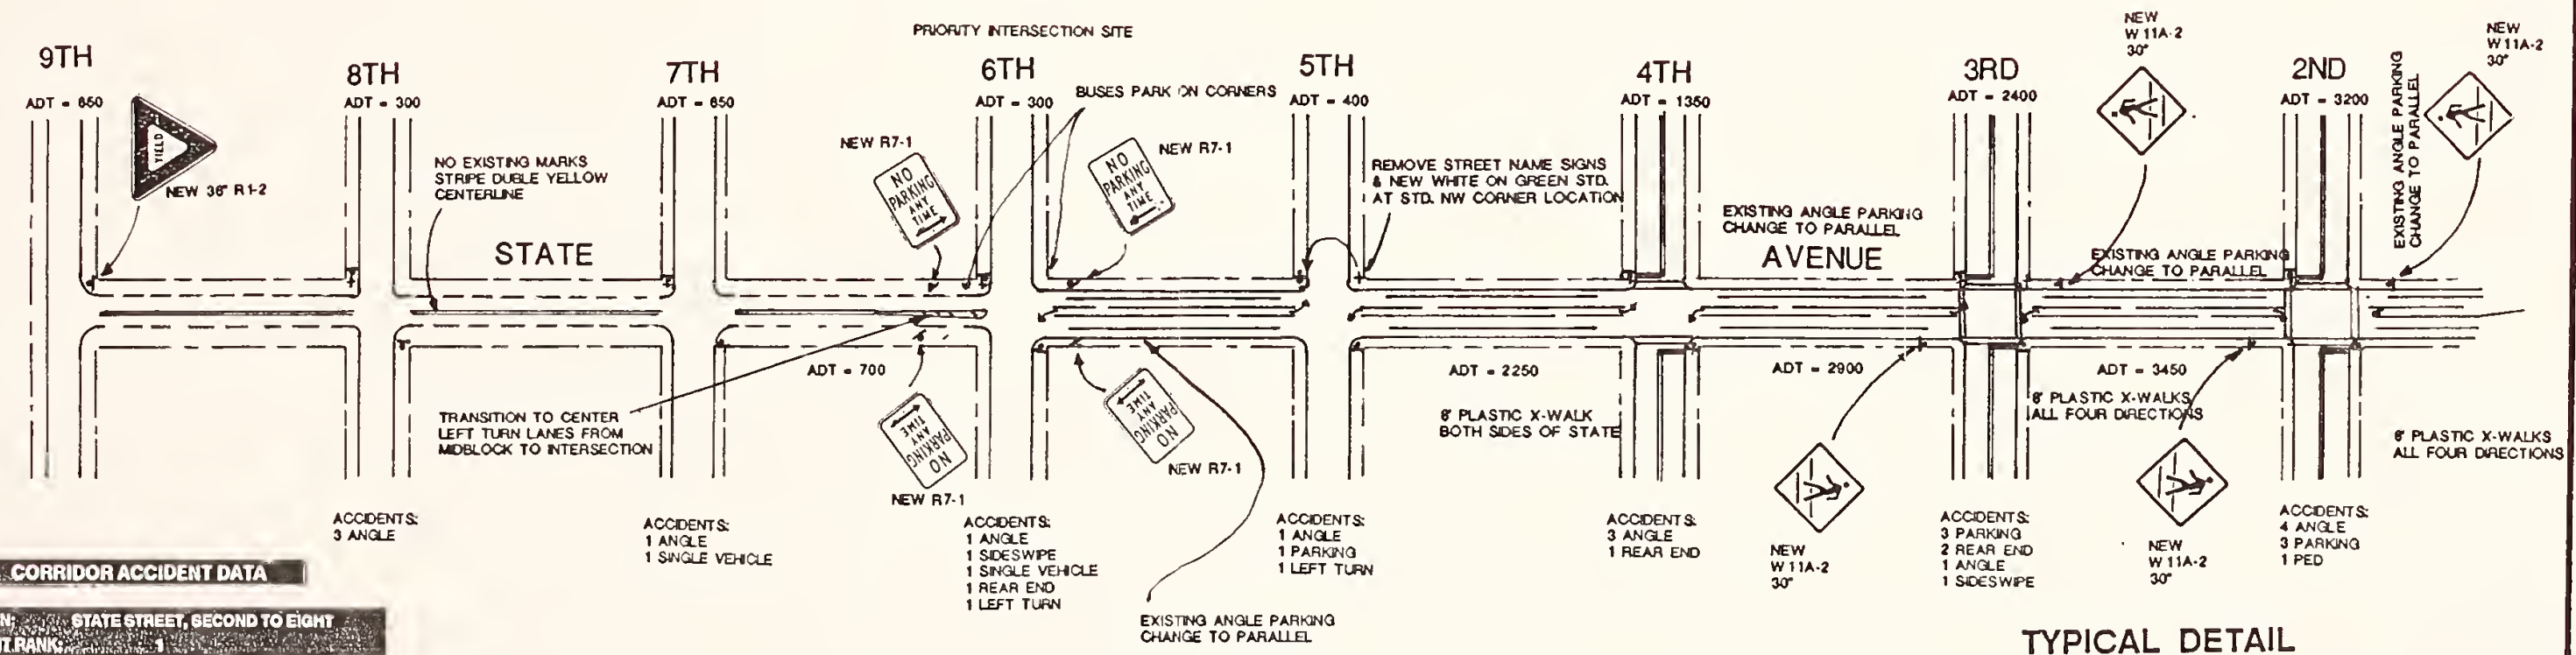 PRIORITY INTERSECTION SITE
9TH
ADT = 650
8TH
ADT = 300
7TH
ADT = 650
6TH
ADT = 300
5TH
ADT = 400
4TH
ADT = 1350
3RD
ADT = 2400
2ND
ADT = 3200
NEW
W 11A-2
30"
NEW
W 11A-2
30"
YIELD
NEW 36" R1-2
NO EXISTING MARKS
STRIPE DUBLE YELLOW
CENTERLINE
STATE
NEW R7-1
NO
PARKING
ANY
TIME
BUSES PARK ON CORNERS
NEW R7-1
NO
PARKING
ANY
TIME
REMOVE STREET NAME SIGNS
& NEW WHITE ON GREEN STD.
AT STD. NW CORNER LOCATION
EXISTING ANGLE PARKING
CHANGE TO PARALLEL
AVENUE
EXISTING ANGLE PARKING
CHANGE TO PARALLEL
EXISTING ANGLE PARKING
CHANGE TO PARALLEL
ADT = 700
ADT = 2250
ADT = 2900
ADT = 3450
TRANSITION TO CENTER
LEFT TURN LANES FROM
MIDBLOCK TO INTERSECTION
NO
PARKING
ANY
TIME
NEW R7-1
NO
PARKING
ANY
TIME
NEW R7-1
8' PLASTIC X-WALK
BOTH SIDES OF STATE
8' PLASTIC X-WALKS
ALL FOUR DIRECTIONS
PLASTIC X-WALKS
ALL FOUR DIRECTIONS
ACCIDENTS:
3 ANGLE
ACCIDENTS:
1 ANGLE
1 SINGLE VEHICLE
ACCIDENTS:
1 ANGLE
1 SIDESWIPE
1 SINGLE VEHICLE
1 REAR END
1 LEFT TURN
ACCIDENTS:
1 ANGLE
1 PARKING
1 LEFT TURN
ACCIDENTS:
3 ANGLE
1 REAR END
NEW
W 11A-2
30"
ACCIDENTS:
3 PARKING
2 REAR END
1 ANGLE
1 SIDESWIPE
NEW
W 11A-2
30"
ACCIDENTS:
4 ANGLE
3 PARKING
1 PED
EXISTING ANGLE PARKING
CHANGE TO PARALLEL
CORRIDOR ACCIDENT DATA
N: STATE STREET, SECOND TO EIGHT
T RANK: 1
TYPICAL DETAIL